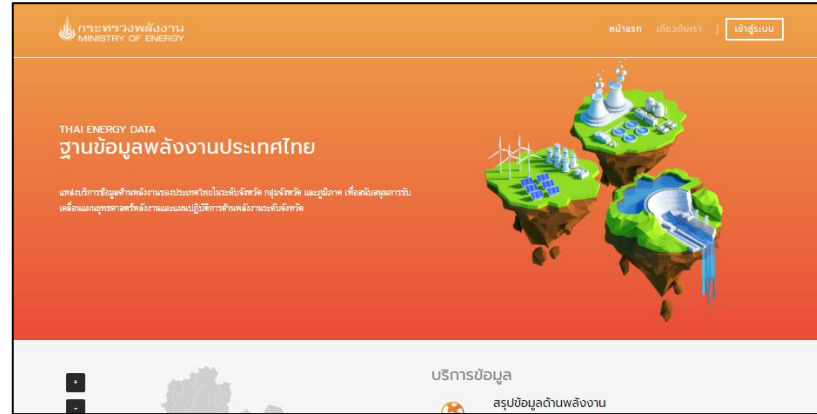 กระทรวงพลังงาน
MINISTRY OF ENERGY
หน้าแรก เกี่ยวกับเรา | เข้าสู่ระบบ
THAI ENERGY DATA
ฐานข้อมูลพลังงานประเทศไทย
แหล่งบริการข้อมูลด้านพลังงานของประเทศไทยในระดับจังหวัด กลุ่มจังหวัด และภูมิภาค เพื่อสนับสนุนการขับ
เคลื่อนแผนยุทธศาสตร์พลังงานและแผนปฏิบัติการด้านพลังงานระดับจังหวัด
+
-
บริการข้อมูล
สรุปข้อมูลด้านพลังงาน